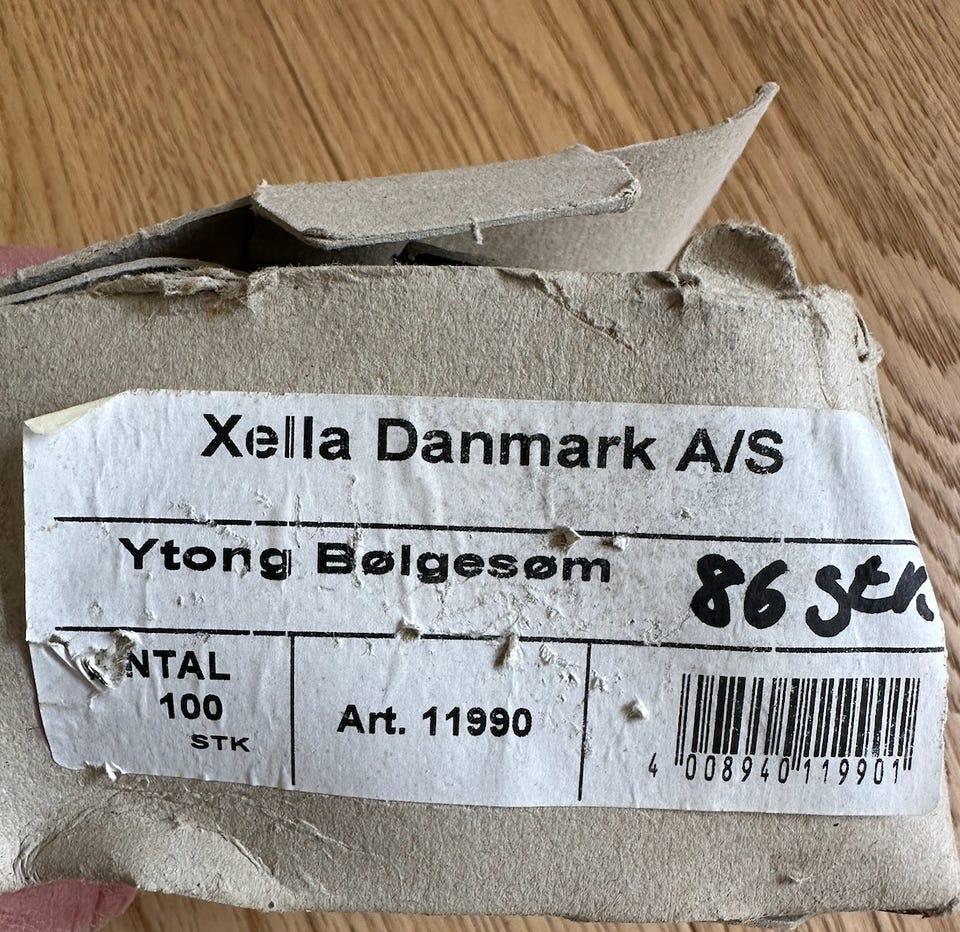 Xella Danmark A/S
Ytong Bølgesøm 86 stk.
NTAL
100
STK
Art. 11990
4 008940 119901